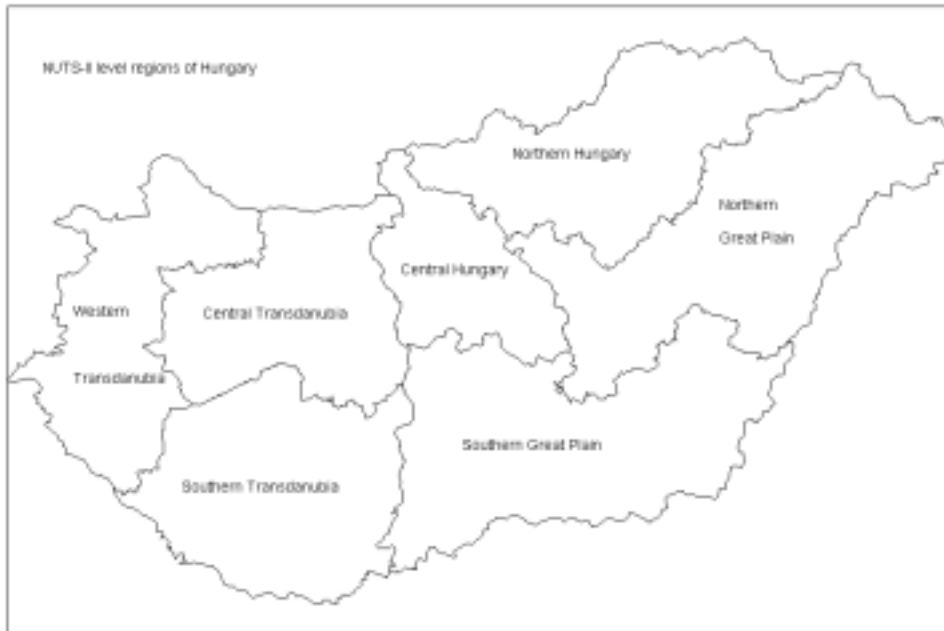 NUTS-II level regions of Hungary
Northern Hungary
Northern
Great Plain
Central Hungary
Western
Central Transdanubia
Transdanubia
Southern Great Plain
Southern Transdanubia